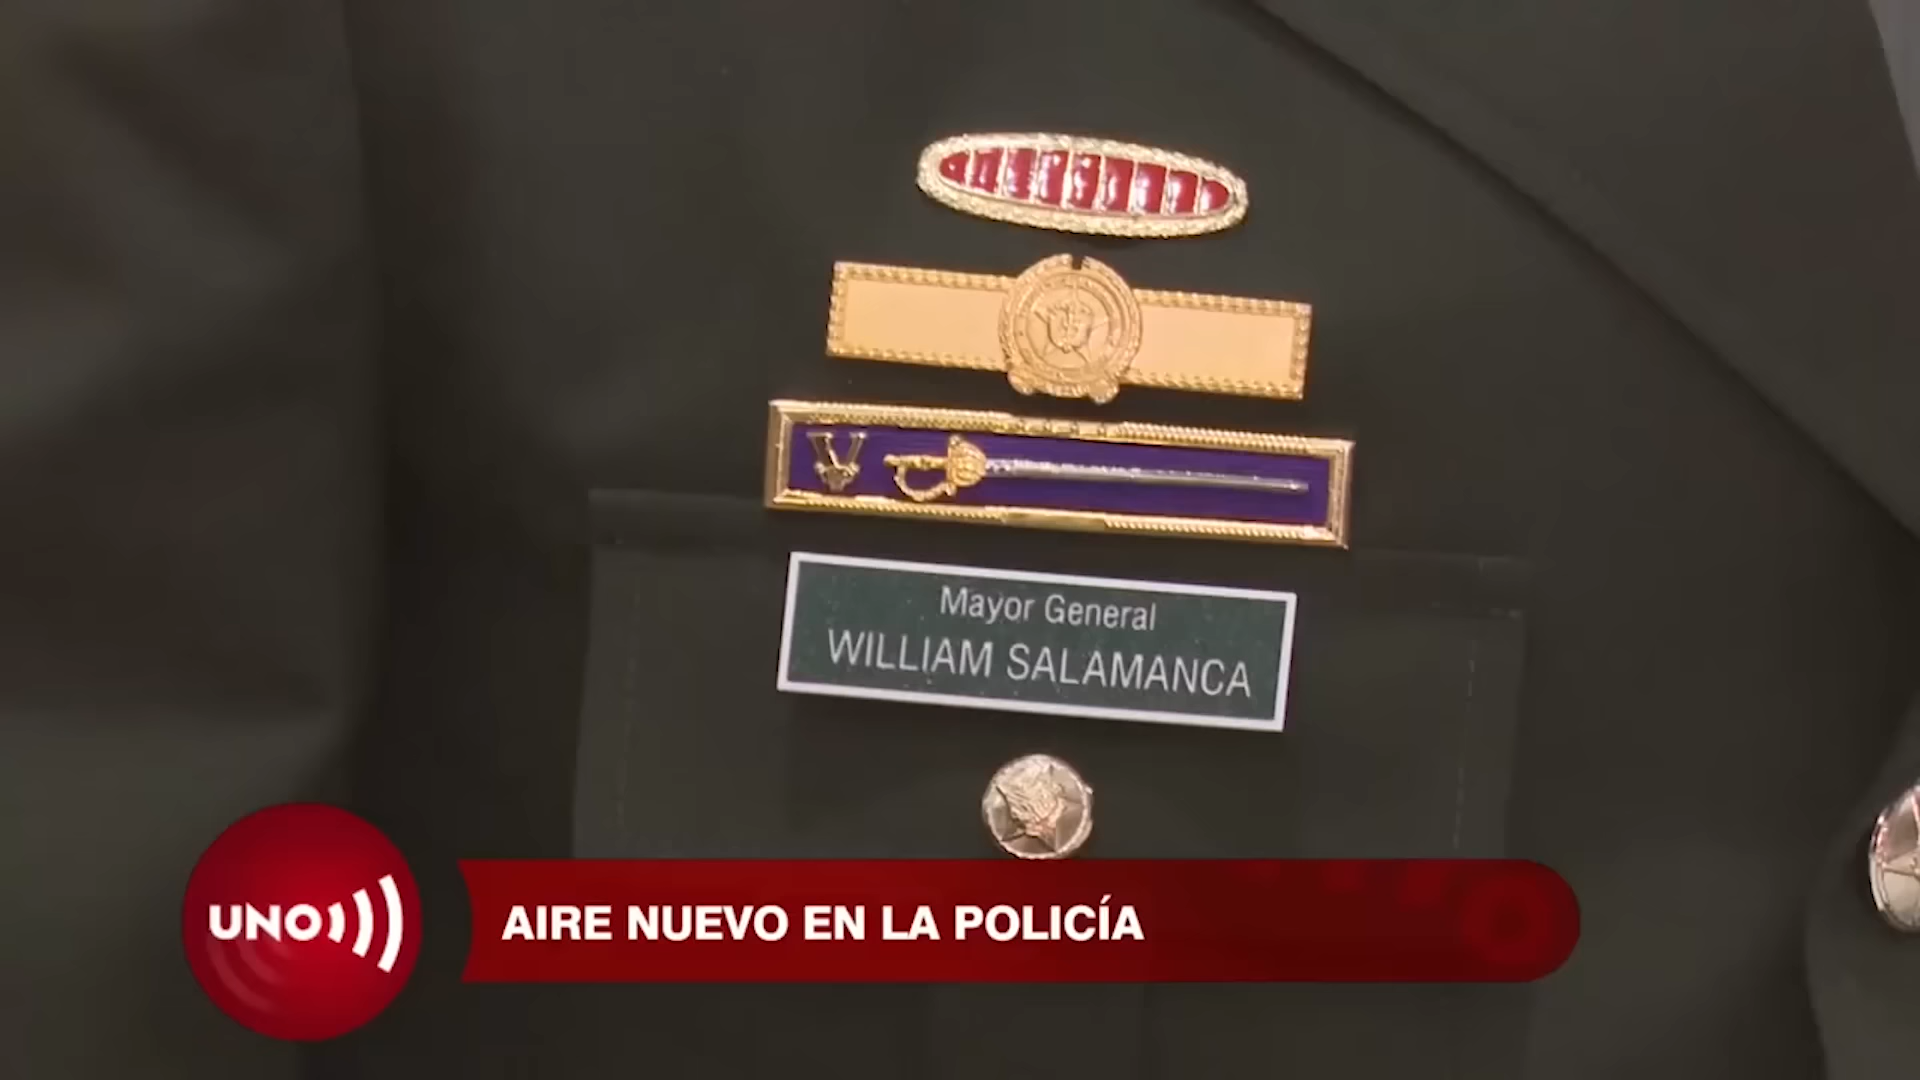 V
Mayor General
WILLIAM SALAMANCA
UNO
AIRE NUEVO EN LA POLICÍA